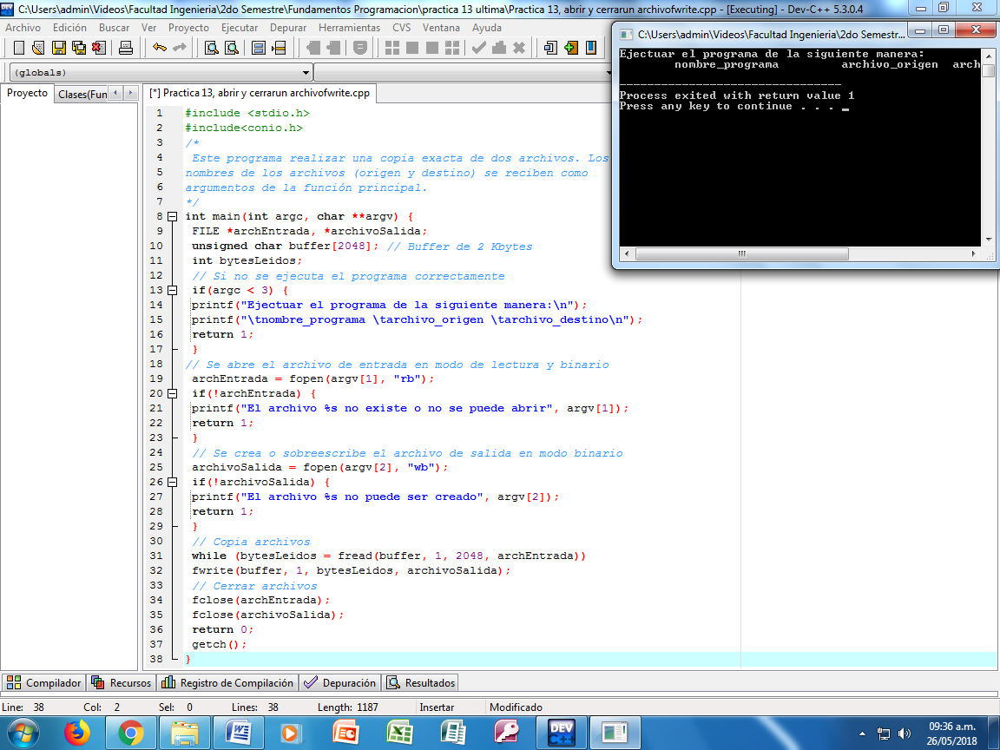 C:\Users\admin\Videos\Facultad Ingenieria\2do Semestre\Fundamentos Programacion\practica 13 ultima\Practica 13, abrir y cerrarun archivofwrite.cpp - [Executing] - Dev-C++ 5.3.0.4
Archivo Edición Buscar Ver Proyecto Ejecutar Depurar Herramientas CVS Ventana Ayuda
(globals)
Proyecto Clases(Fun
[*] Practica 13, abrir y cerrarun archivofwrite.cpp
1 #include <stdio.h>
2 #include<conio.h>
3 /*
4 Este programa realizar una copia exacta de dos archivos. Los
5 nombres de los archivos (origen y destino) se reciben como
6 argumentos de la función principal.
7 */
8 int main(int argc, char **argv) {
9 FILE *archEntrada, *archivoSalida;
10 unsigned char buffer[2048]; // Buffer de 2 Kbytes
11 int bytesLeidos;
12 // Si no se ejecuta el programa correctamente
13 if(argc < 3) {
14 printf("Ejectuar el programa de la siguiente manera:\n");
15 printf("\tnombre_programa \tarchivo_origen \tarchivo_destino\n");
16 return 1;
17 }
18 // Se abre el archivo de entrada en modo de lectura y binario
19 archEntrada = fopen(argv[1], "rb");
20 if(!archEntrada) {
21 printf("El archivo %s no existe o no se puede abrir", argv[1]);
22 return 1;
23 }
24 // Se crea o sobreescribe el archivo de salida en modo binario
25 archivoSalida = fopen(argv[2], "wb");
26 if(!archivoSalida) {
27 printf("El archivo %s no puede ser creado", argv[2]);
28 return 1;
29 }
30 // Copia archivos
31 while (bytesLeidos = fread(buffer, 1, 2048, archEntrada))
32 fwrite(buffer, 1, bytesLeidos, archivoSalida);
33 // Cerrar archivos
34 fclose(archEntrada);
35 fclose(archivoSalida);
36 return 0;
37 getch();
38 }
C:\Users\admin\Videos\Facultad Ingenieria\2do Semestr...
Ejectuar el programa de la siguiente manera:
nombre_programa archivo_origen arch
--------------------------------
Process exited with return value 1
Press any key to continue . . . _
Compilador Recursos Registro de Compilación Depuración Resultados
Line: 38 Col: 2 Sel: 0 Lines: 38 Length: 1187 Insertar Modificado
DEV C++
09:36 a.m.
26/05/2018